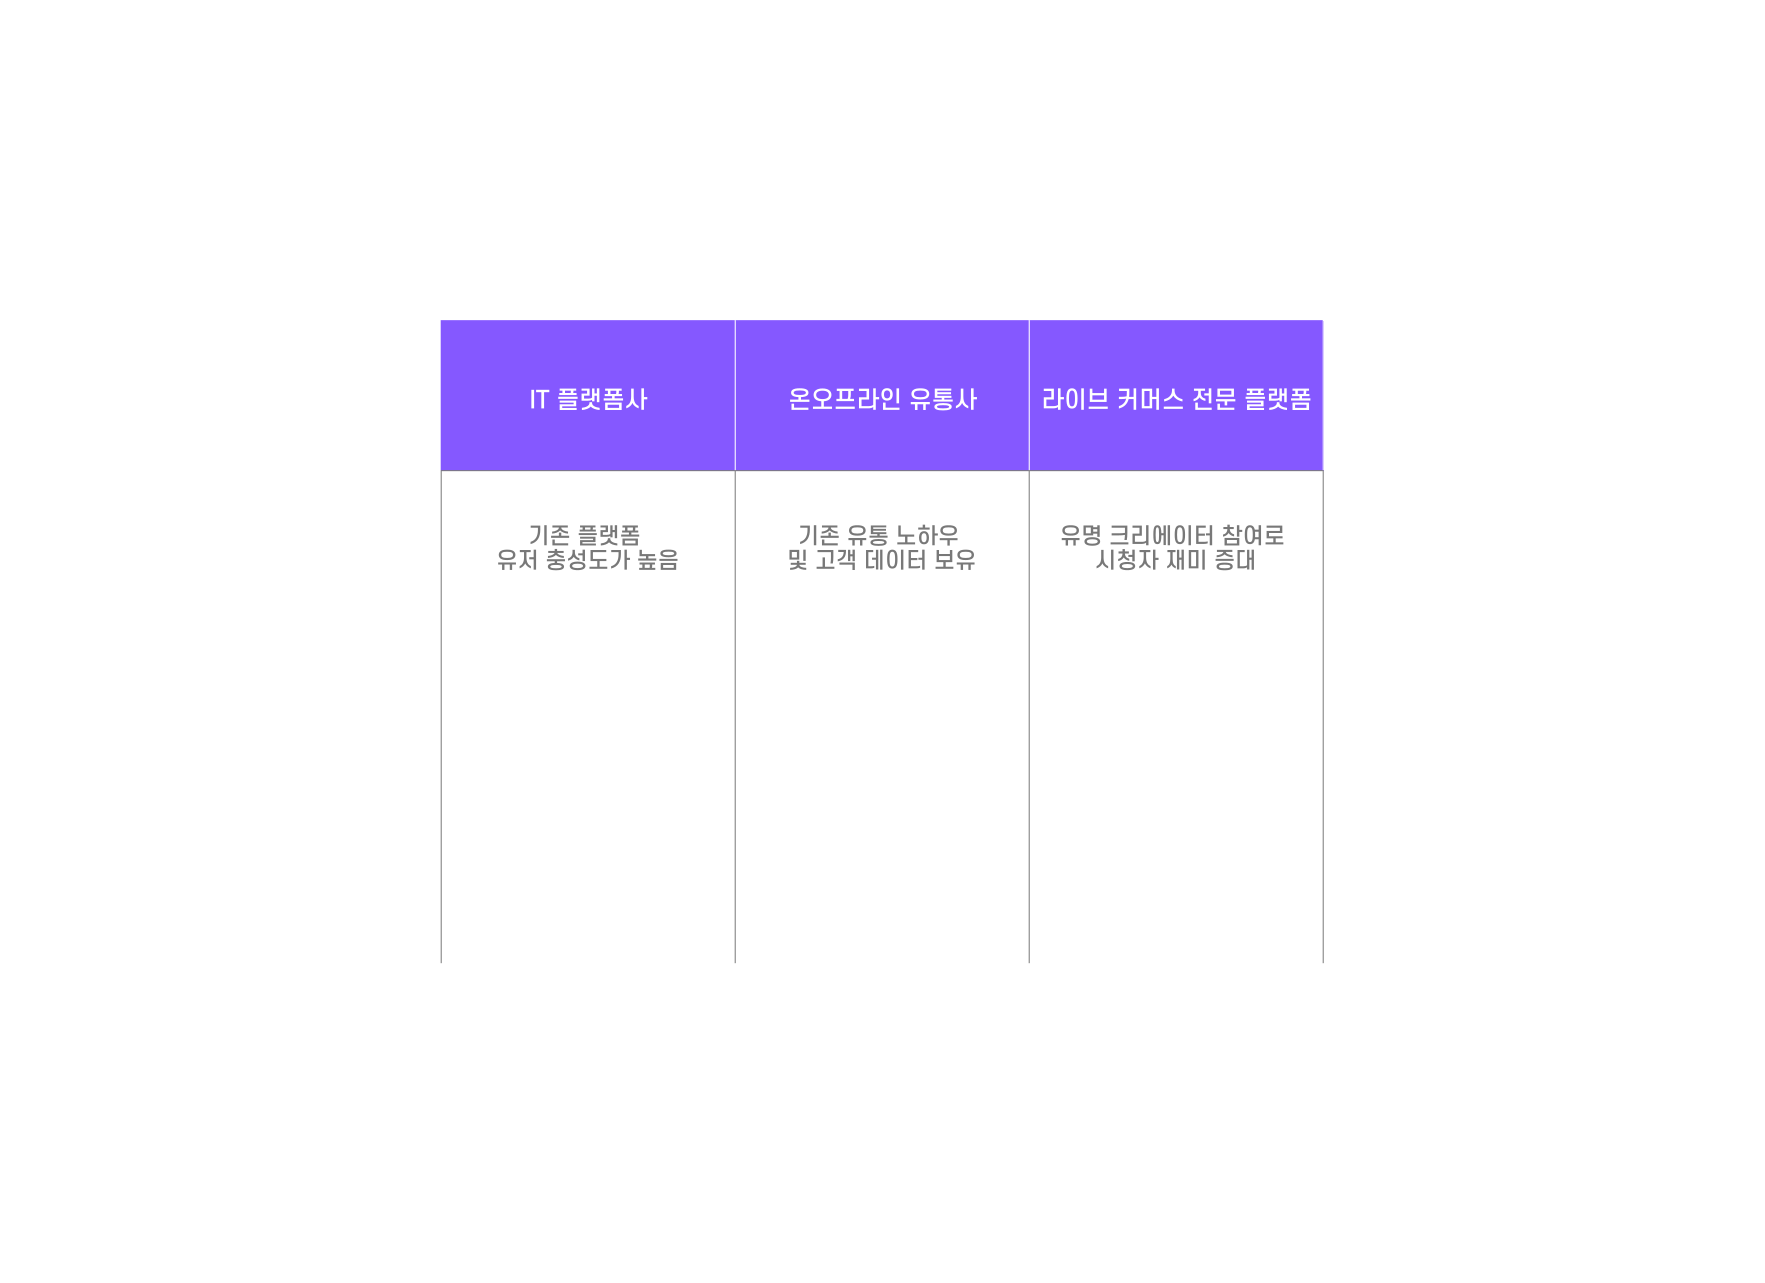 IT 플랫폼사
온오프라인 유통사
라이브 커머스 전문 플랫폼
기존 플랫폼
유저 충성도가 높음
기존 유통 노하우
및 고객 데이터 보유
유명 크리에이터 참여로
시청자 재미 증대